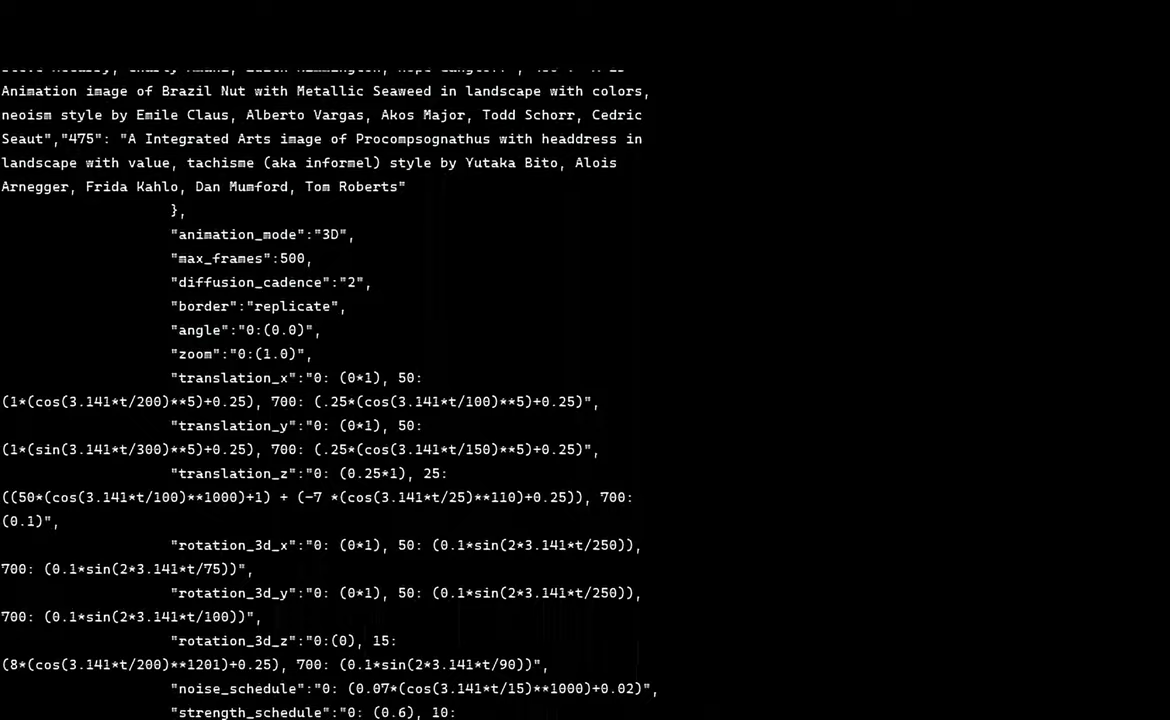 Animation image of Brazil Nut with Metallic Seaweed in landscape with colors,
neoism style by Emile Claus, Alberto Vargas, Akos Major, Todd Schorr, Cedric
Seaut","475": "A Integrated Arts image of Procompsognathus with headdress in
landscape with value, tachisme (aka informel) style by Yutaka Bito, Alois
Arnegger, Frida Kahlo, Dan Mumford, Tom Roberts"
},
"animation_mode":"3D",
"max_frames":500,
"diffusion_cadence":"2",
"border":"replicate",
"angle":"0:(0.0)",
"zoom":"0:(1.0)",
"translation_x":"0: (0*1), 50:
(1*(cos(3.141*t/200)**5)+0.25), 700: (.25*(cos(3.141*t/100)**5)+0.25)",
"translation_y":"0: (0*1), 50:
(1*(sin(3.141*t/300)**5)+0.25), 700: (.25*(cos(3.141*t/150)**5)+0.25)",
"translation_z":"0: (0.25*1), 25:
((50*(cos(3.141*t/100)**1000)+1) + (-7 *(cos(3.141*t/25)**110)+0.25)), 700:
(0.1)",
"rotation_3d_x":"0: (0*1), 50: (0.1*sin(2*3.141*t/250)),
700: (0.1*sin(2*3.141*t/75))",
"rotation_3d_y":"0: (0*1), 50: (0.1*sin(2*3.141*t/250)),
700: (0.1*sin(2*3.141*t/100))",
"rotation_3d_z":"0:(0), 15:
(8*(cos(3.141*t/200)**1201)+0.25), 700: (0.1*sin(2*3.141*t/90))",
"noise_schedule":"0: (0.07*(cos(3.141*t/15)**1000)+0.02)",
"strength_schedule":"0: (0.6), 10: